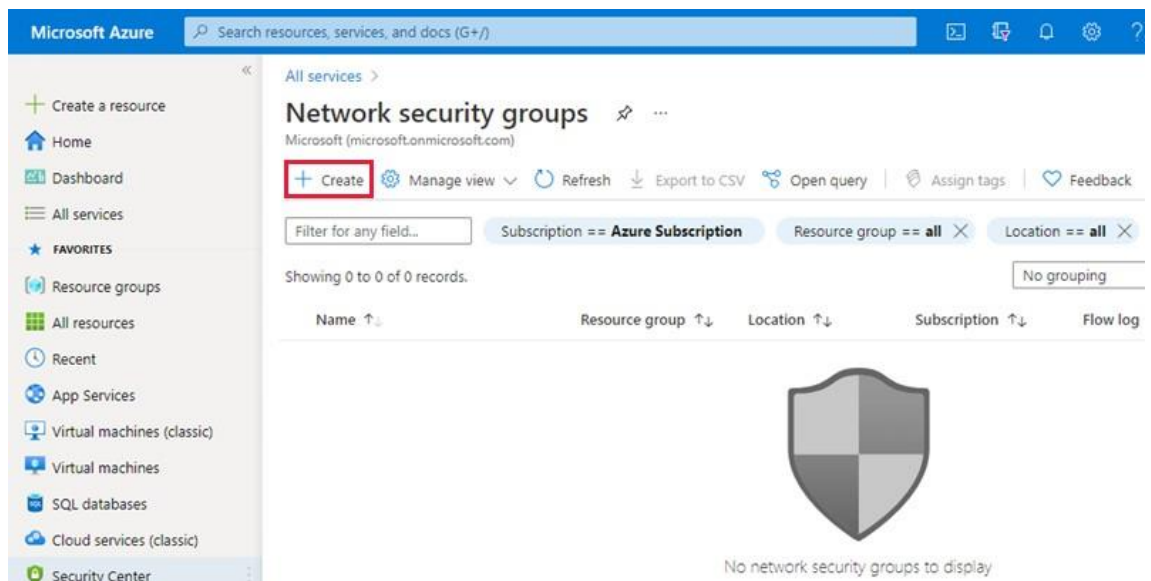 Microsoft Azure
Search resources, services, and docs (G+/)
Create a resource
Home
Dashboard
All services
FAVORITES
Resource groups
All resources
Recent
App Services
Virtual machines (classic)
Virtual machines
SQL databases
Cloud services (classic)
Security Center
All services >
Network security groups ...
Microsoft (microsoft.onmicrosoft.com)
+ Create Manage view Refresh Export to CSV Open query Assign tags Feedback
Filter for any field... Subscription == Azure Subscription Resource group == all Location == all
Showing 0 to 0 of 0 records. No grouping
Name Resource group Location Subscription Flow log
No network security groups to display